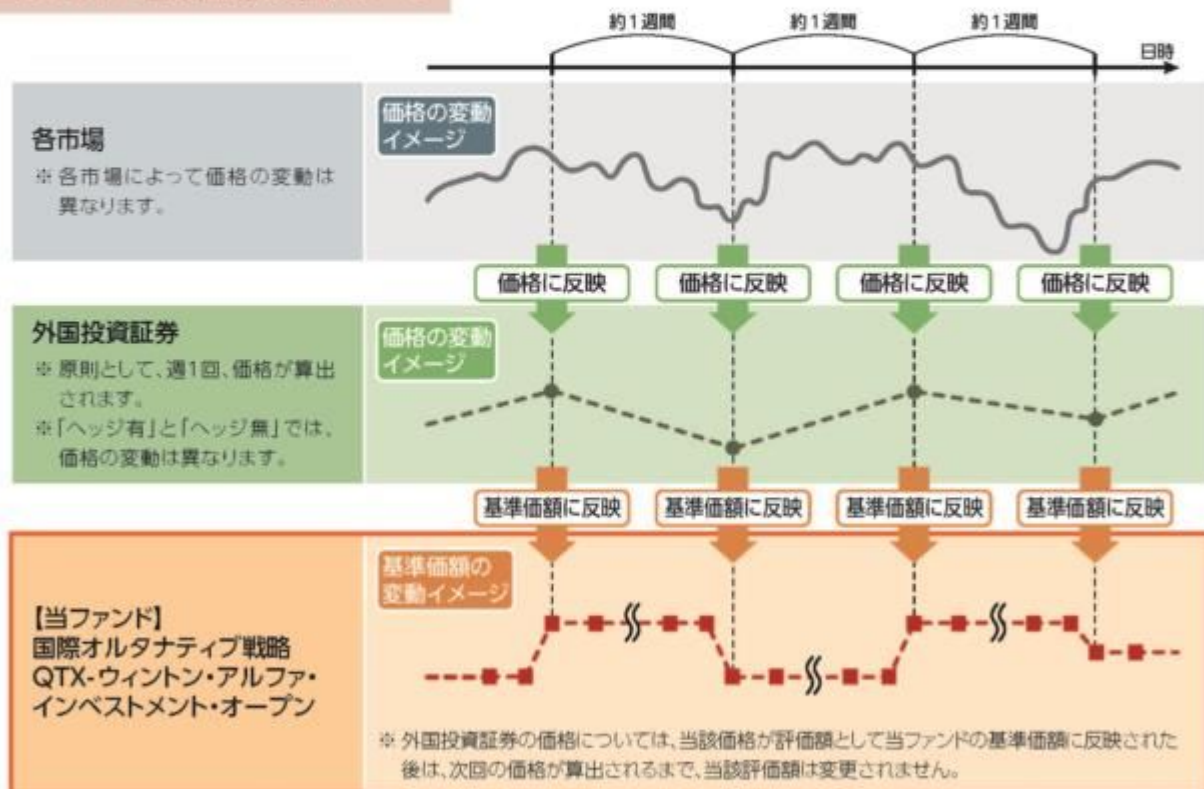 約1週間
約1週間
約1週間
日時
各市場
※ 各市場によって価格の変動は
異なります。
価格の変動
イメージ
価格に反映
価格に反映
価格に反映
価格に反映
外国投資証券
※ 原則として、週1回、価格が算出
されます。
※「ヘッジ有」と「ヘッジ無」では、
価格の変動は異なります。
価格の変動
イメージ
基準価額に反映
基準価額に反映
基準価額に反映
基準価額に反映
【当ファンド】
国際オルタナティブ戦略
QTX-ウィントン・アルファ・
インベストメント・オープン
基準価額の
変動イメージ
※ 外国投資証券の価格については、当該価格が評価額として当ファンドの基準価額に反映された
後は、次回の価格が算出されるまで、当該評価額は変更されません。